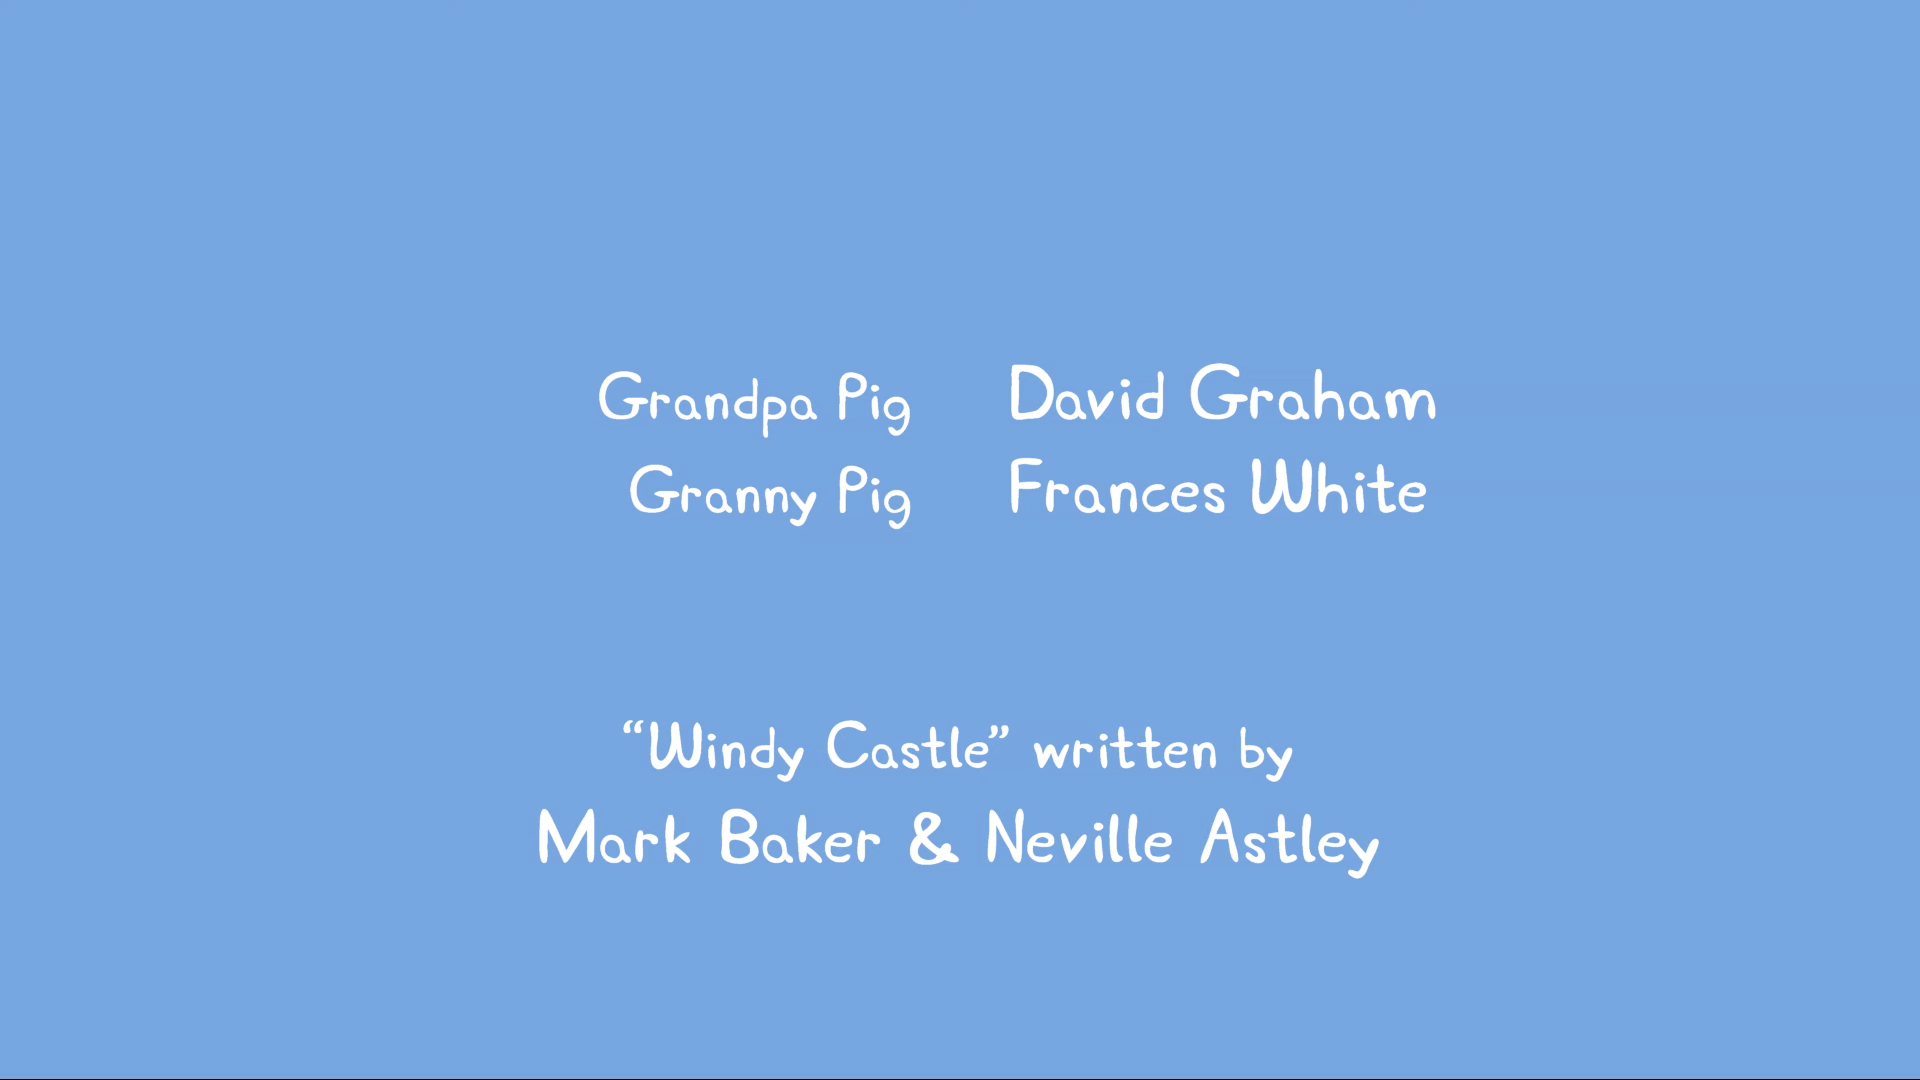 Grandpa Pig David Graham
Granny Pig Frances White
“Windy Castle” written by
Mark Baker & Neville Astley